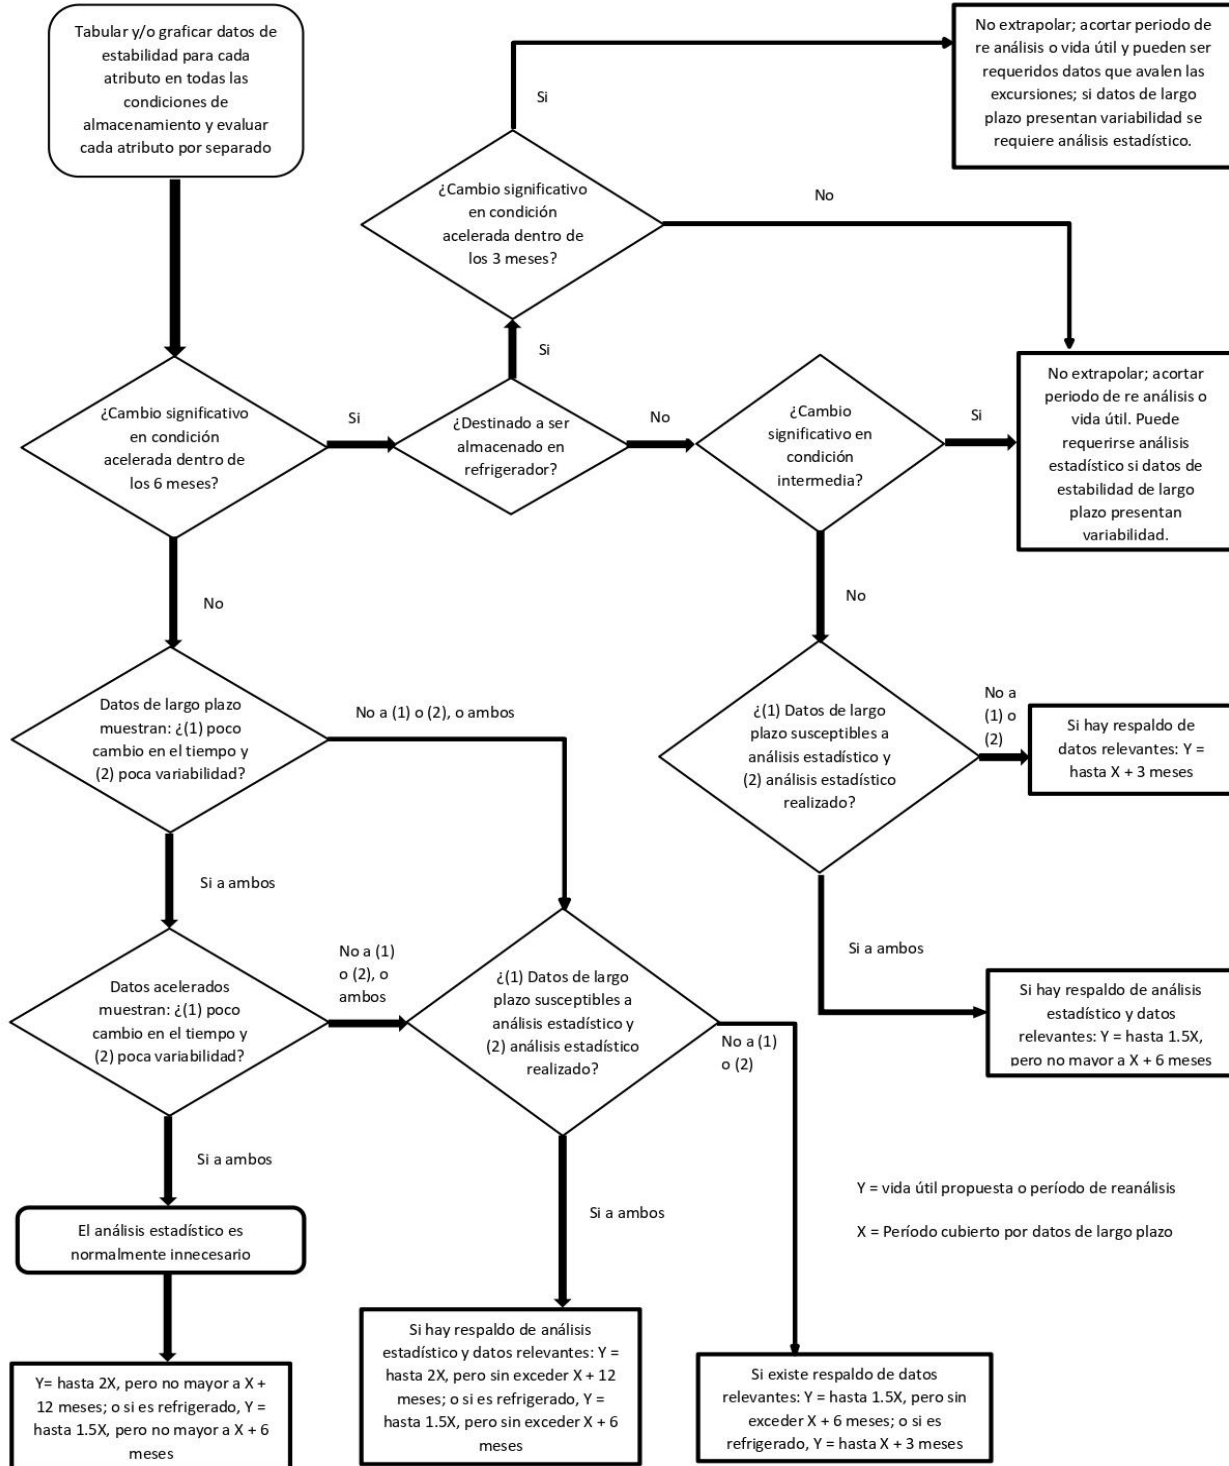 Tabular y/o graficar datos de
estabilidad para cada
atributo en todas las
condiciones de
almacenamiento y evaluar
cada atributo por separado
No extrapolar; acortar periodo de
re análisis o vida útil y pueden ser
requeridos datos que avalen las
excursiones; si datos de largo
plazo presentan variabilidad se
requiere análisis estadístico.
Si
¿Cambio significativo
en condición
acelerada dentro de
los 3 meses?
No
Si
¿Cambio significativo
en condición
acelerada dentro de
los 6 meses?
Si
¿Destinado a ser
almacenado en
refrigerador?
No
¿Cambio
significativo en
condición
intermedia?
Si
No extrapolar; acortar
periodo de re análisis o
vida útil. Puede
requerirse análisis
estadístico si datos de
estabilidad de largo
plazo presentan
variabilidad.
No
No
Datos de largo plazo
muestran: ¿(1) poco
cambio en el tiempo y
(2) poca variabilidad?
No a (1) o (2), o ambos
¿(1) Datos de largo
plazo susceptibles a
análisis estadístico y
(2) análisis estadístico
realizado?
No a
(1) o
(2)
Si hay respaldo de
datos relevantes: Y =
hasta X + 3 meses
Si a ambos
Si a ambos
Datos acelerados
muestran: ¿(1) poco
cambio en el tiempo y
(2) poca variabilidad?
No a (1)
o (2), o
ambos
¿(1) Datos de largo
plazo susceptibles a
análisis estadístico y
(2) análisis estadístico
realizado?
No a (1)
o (2)
Si hay respaldo de análisis
estadístico y datos
relevantes: Y = hasta 1.5X,
pero no mayor a X + 6 meses
Si a ambos
El análisis estadístico es
normalmente innecesario
Si a ambos
Y = vida útil propuesta o período de reanálisis
X = Período cubierto por datos de largo plazo
Y= hasta 2X, pero no mayor a X +
12 meses; o si es refrigerado, Y =
hasta 1.5X, pero no mayor a X + 6
meses
Si hay respaldo de análisis
estadístico y datos relevantes: Y =
hasta 2X, pero sin exceder X + 12
meses; o si es refrigerado, Y =
hasta 1.5X, pero sin exceder X + 6
meses
Si existe respaldo de datos
relevantes: Y = hasta 1.5X, pero sin
exceder X + 6 meses; o si es
refrigerado, Y = hasta X + 3 meses